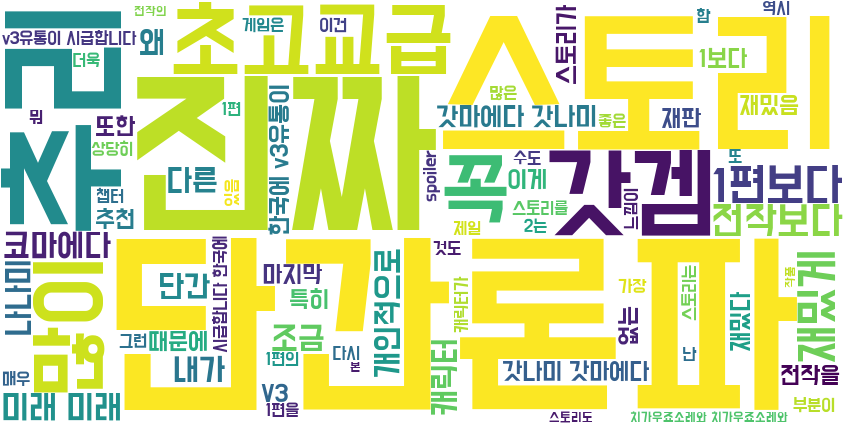 전작의
v3유통이 시급합니다
왜
초고교급
게임은
이건
스토리가
함
역시
더욱
1보다
스토리
진짜
근
차
뭐
또한
1편
많은
갓마에다 갓나미
좋은
재판
재밌음
상당히
한국에 v3유통이
다른
있음
챕터
추천
spoiler
꼭
수도
이게
갓겜
또
1편보다
스토리를
느낌이
전작보다
제일
2는
코마에다
단간론파
나나미
많이
단간
마지막
특히
시급합니다 한국에
개인적으로
것도
캐릭터가
없는
가장
스토리는
작품
재밌다
재밌게
그런
때문에
조금
1편의
다시
본
난
매우
내가
갓나미 갓마에다
전작을
미래 미래
V3
1편을
캐릭터
부분이
스토리도
치가우죠소레와 치가우죠소레와